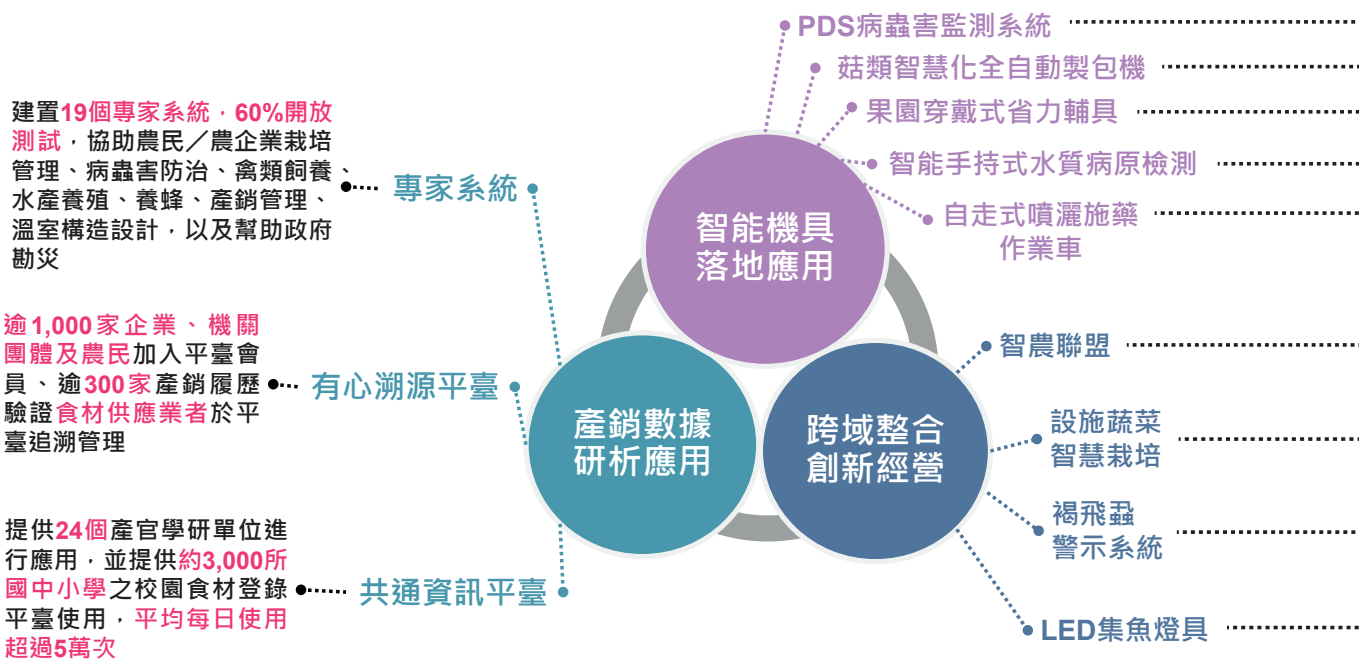 PDS病蟲害監測系統
菇類智慧化全自動製包機
果園穿戴式省力輔具
智能手持式水質病原檢測
自走式噴灑施藥
作業車
智能機具
落地應用
建置19個專家系統，60%開放
測試，協助農民／農企業栽培
管理、病蟲害防治、禽類飼養、
水產養殖、養蜂、產銷管理、
溫室構造設計，以及幫助政府
勘災
專家系統
逾1,000家企業、機關
團體及農民加入平臺會
員、逾300家產銷履歷
驗證食材供應業者於平
臺追溯管理
有心溯源平臺
提供24個產官學研單位進
行應用，並提供約3,000所
國中小學之校園食材登錄
平臺使用，平均每日使用
超過5萬次
共通資訊平臺
產銷數據
研析應用
跨域整合
創新經營
智農聯盟
設施蔬菜
智慧栽培
褐飛蝨
警示系統
LED集魚燈具